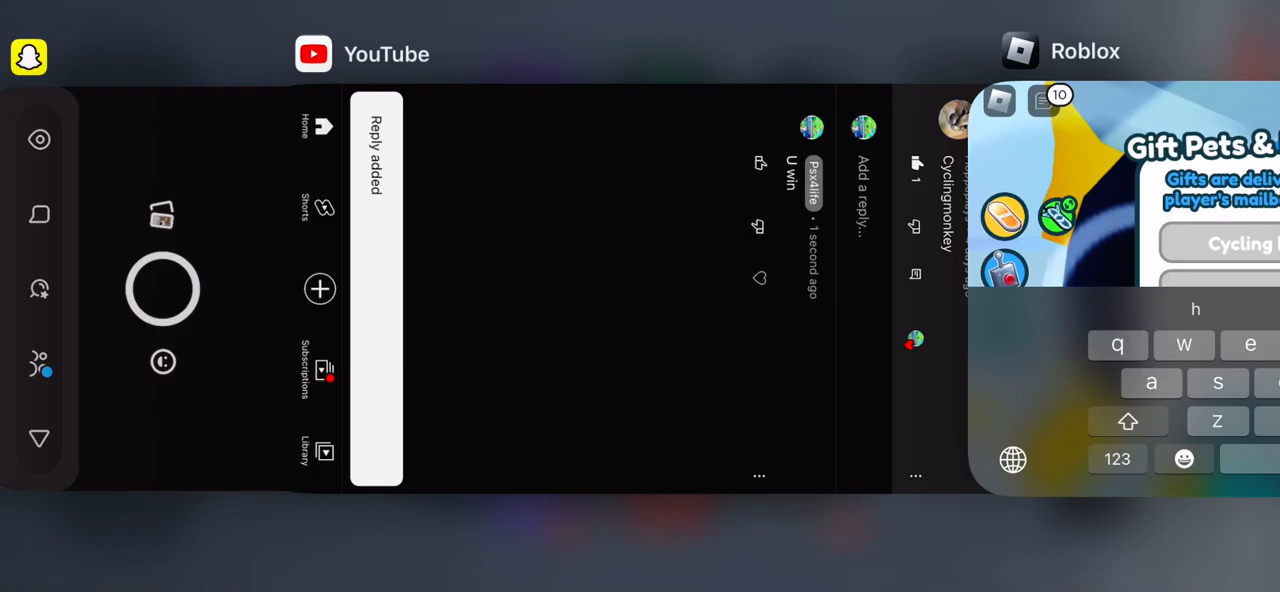 YouTube
Roblox
Home
Shorts
Subscriptions
Library
Reply added
Psx4life • 1 second ago
U win
Add a reply...
Cyclingmonkey
1
10
Gift Pets &
Gifts are deliv
player's mailb
Cycling
h
q w e
a s
z
123